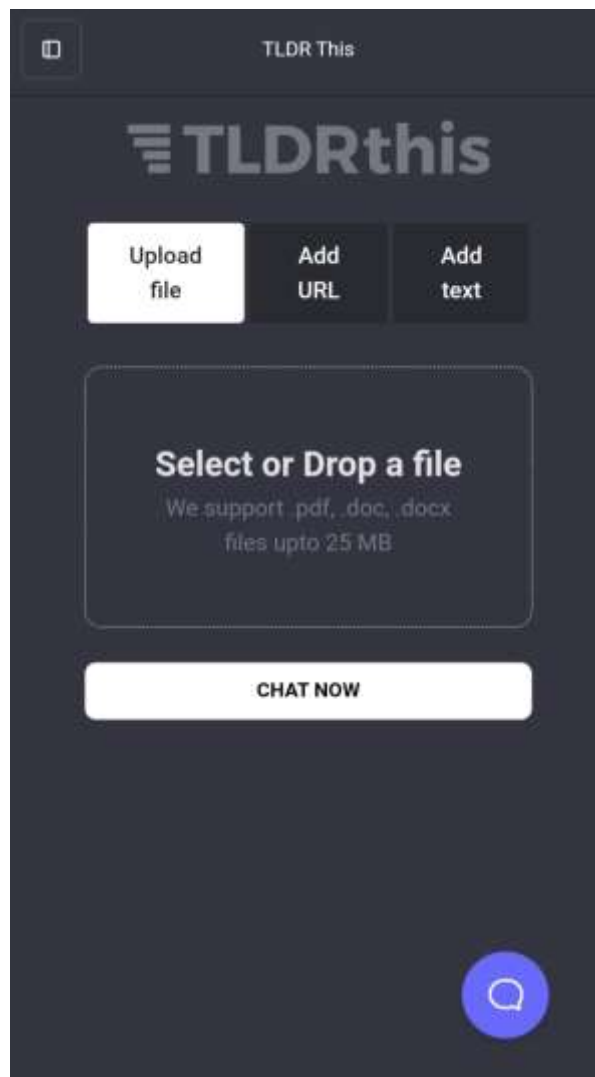 TLDR This
TLDRthis
Upload
file
Add
URL
Add
text
Select or Drop a file
We support .pdf, .doc, .docx
files upto 25 MB
CHAT NOW